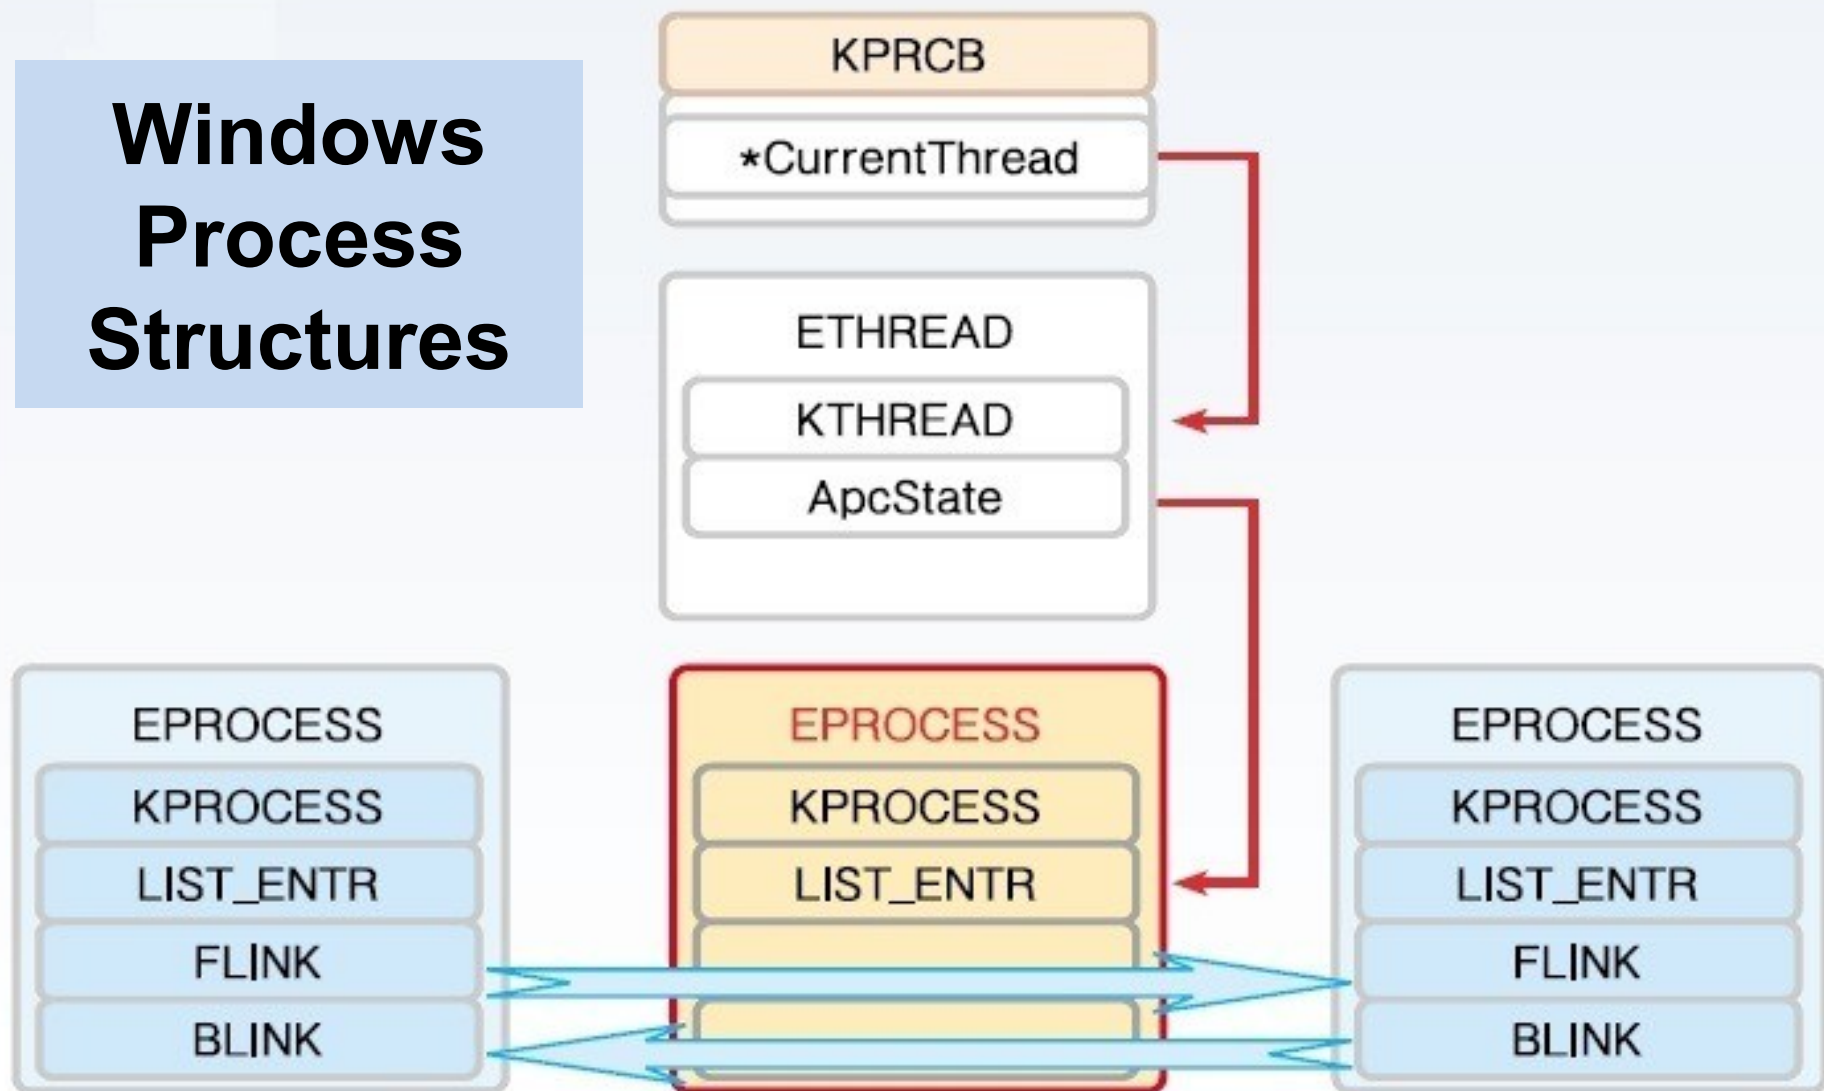 Windows
Process
Structures
KPRCB
*CurrentThread
ETHREAD
KTHREAD
ApcState
EPROCESS
KPROCESS
LIST_ENTR
FLINK
BLINK
EPROCESS
KPROCESS
LIST_ENTR
EPROCESS
KPROCESS
LIST_ENTR
FLINK
BLINK